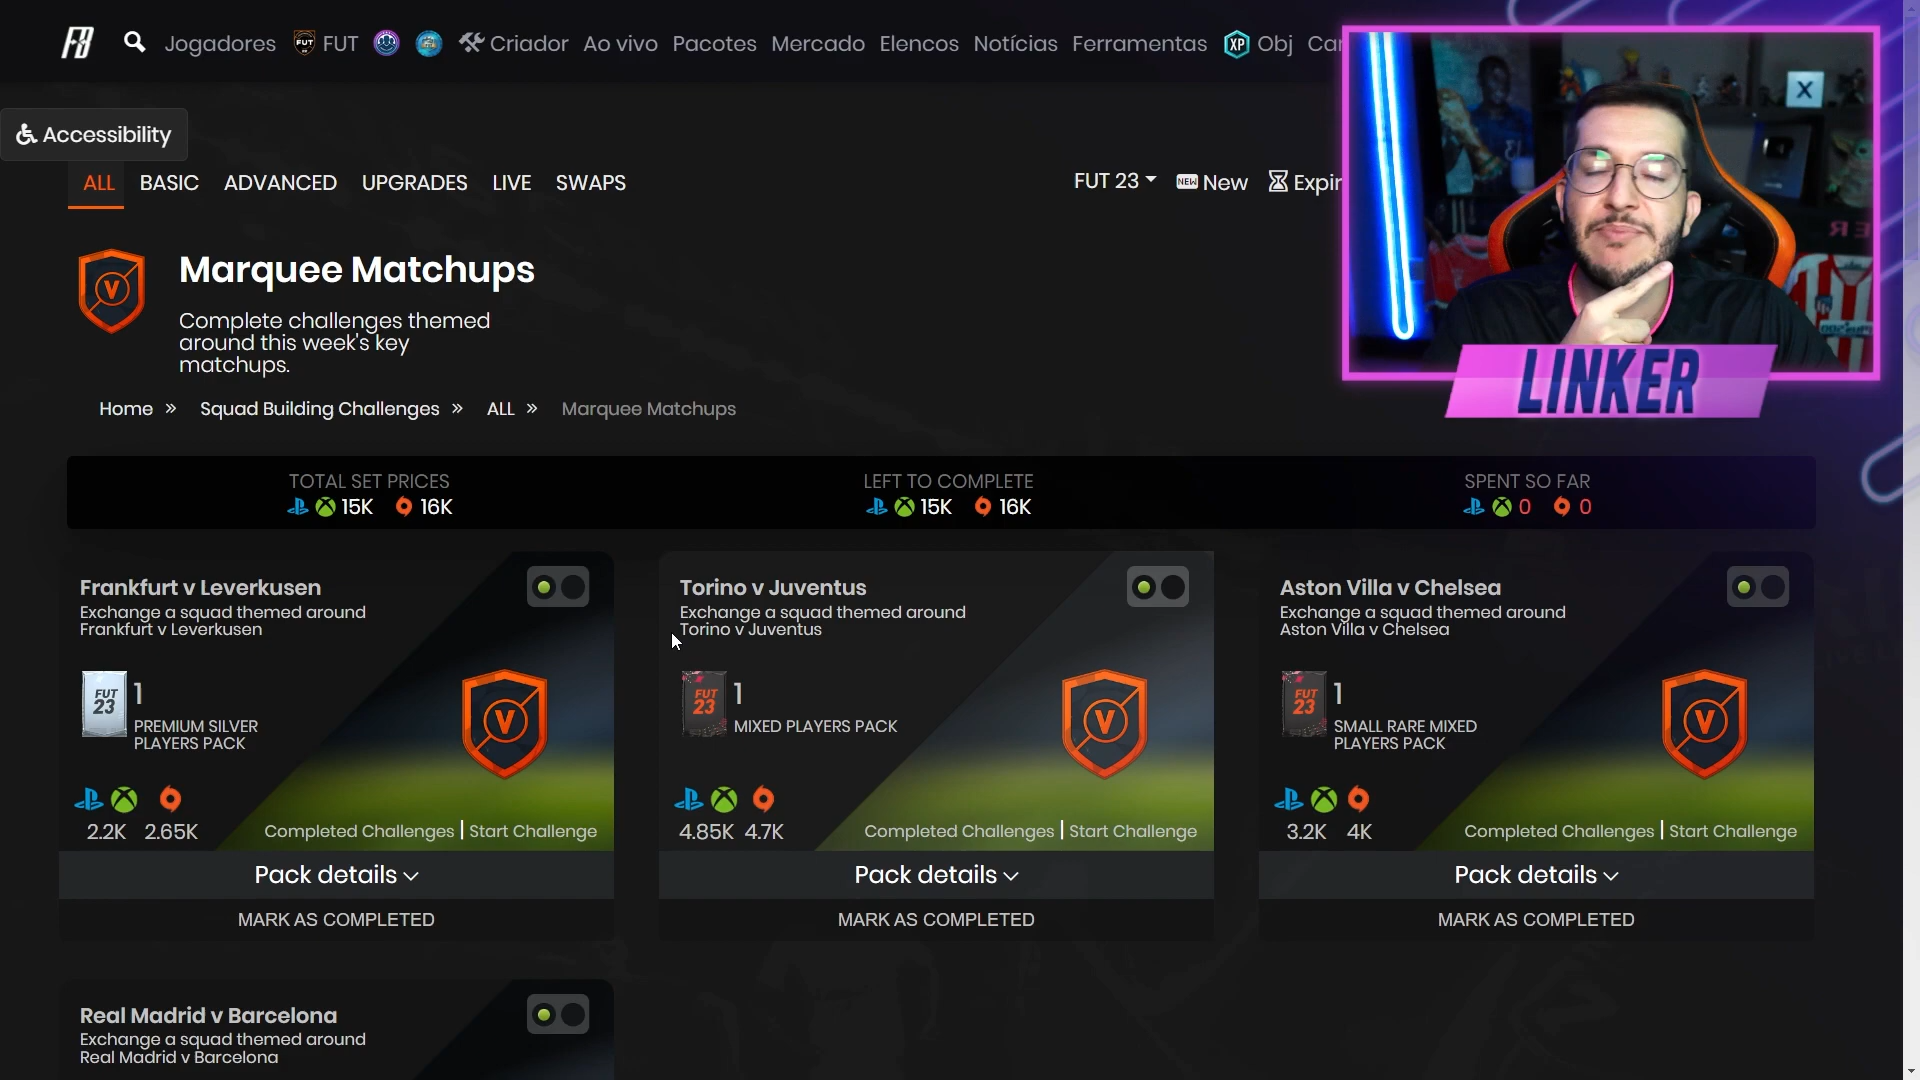 Jogadores FUT Criador Ao vivo Pacotes Mercado Elencos Notícias Ferramentas XP Obj Car
Accessibility
ALL BASIC ADVANCED UPGRADES LIVE SWAPS
FUT 23 NEW New Expir
Marquee Matchups
Complete challenges themed
around this week's key
matchups.
Home » Squad Building Challenges » ALL » Marquee Matchups
LINKER
TOTAL SET PRICES
15K 16K
LEFT TO COMPLETE
15K 16K
SPENT SO FAR
0 0
Frankfurt v Leverkusen
Exchange a squad themed around
Frankfurt v Leverkusen
FUT
23
1
PREMIUM SILVER
PLAYERS PACK
2.2K 2.65K
Completed Challenges | Start Challenge
Pack details
MARK AS COMPLETED
Torino v Juventus
Exchange a squad themed around
Torino v Juventus
FUT
23
1
MIXED PLAYERS PACK
4.85K 4.7K
Completed Challenges | Start Challenge
Pack details
MARK AS COMPLETED
Aston Villa v Chelsea
Exchange a squad themed around
Aston Villa v Chelsea
FUT
23
1
SMALL RARE MIXED
PLAYERS PACK
3.2K 4K
Completed Challenges | Start Challenge
Pack details
MARK AS COMPLETED
Real Madrid v Barcelona
Exchange a squad themed around
Real Madrid v Barcelona